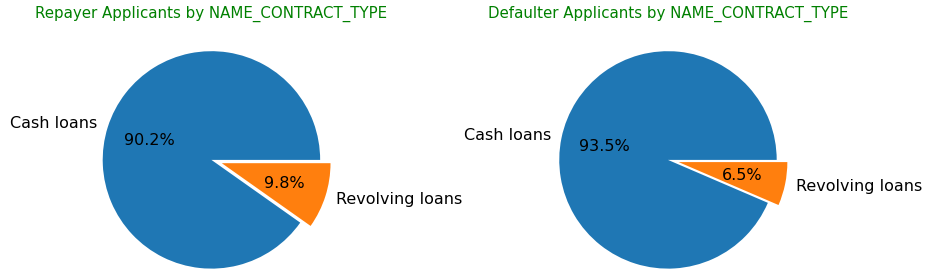 Repayer Applicants by NAME_CONTRACT_TYPE
Cash loans
90.2%
9.8%
Revolving loans
Defaulter Applicants by NAME_CONTRACT_TYPE
Cash loans
93.5%
6.5%
Revolving loans